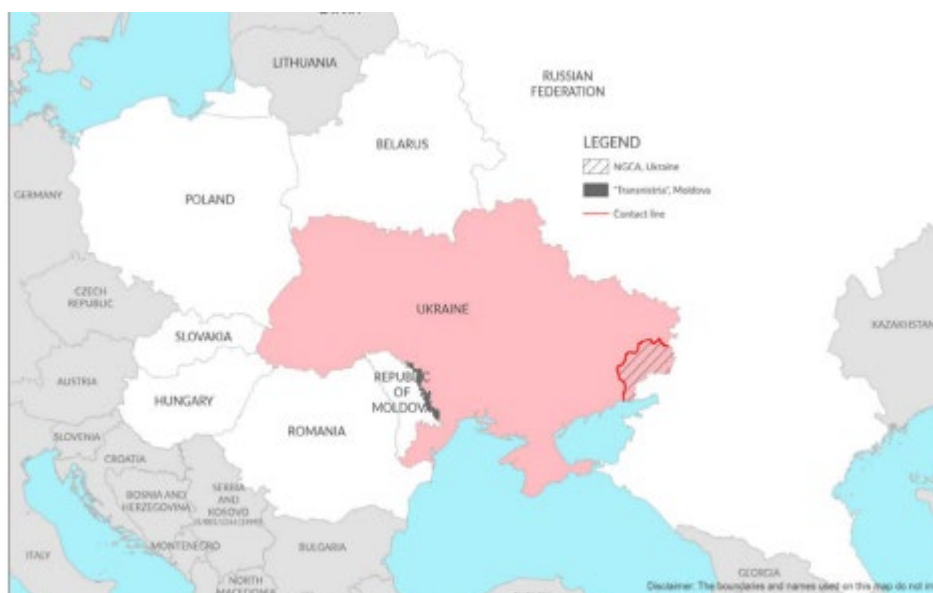 LITHUANIA
RUSSIAN
FEDERATION
BELARUS
LEGEND
NGCA, Ukraine
"Transnistria", Moldova
Contact line
GERMANY
POLAND
CZECH
REPUBLIC
UKRAINE
KAZAKHSTAN
SLOVAKIA
AUSTRIA
REPUBLIC
OF
MOLDOVA
HUNGARY
ROMANIA
SLOVENIA
CROATIA
BOSNIA AND
HERZEGOVINA
SERBIA
AND
KOSOVO
MONTENEGRO
BULGARIA
ITALY
NORTH
GEORGIA
Disclaimer: The boundaries and names used on this map do not